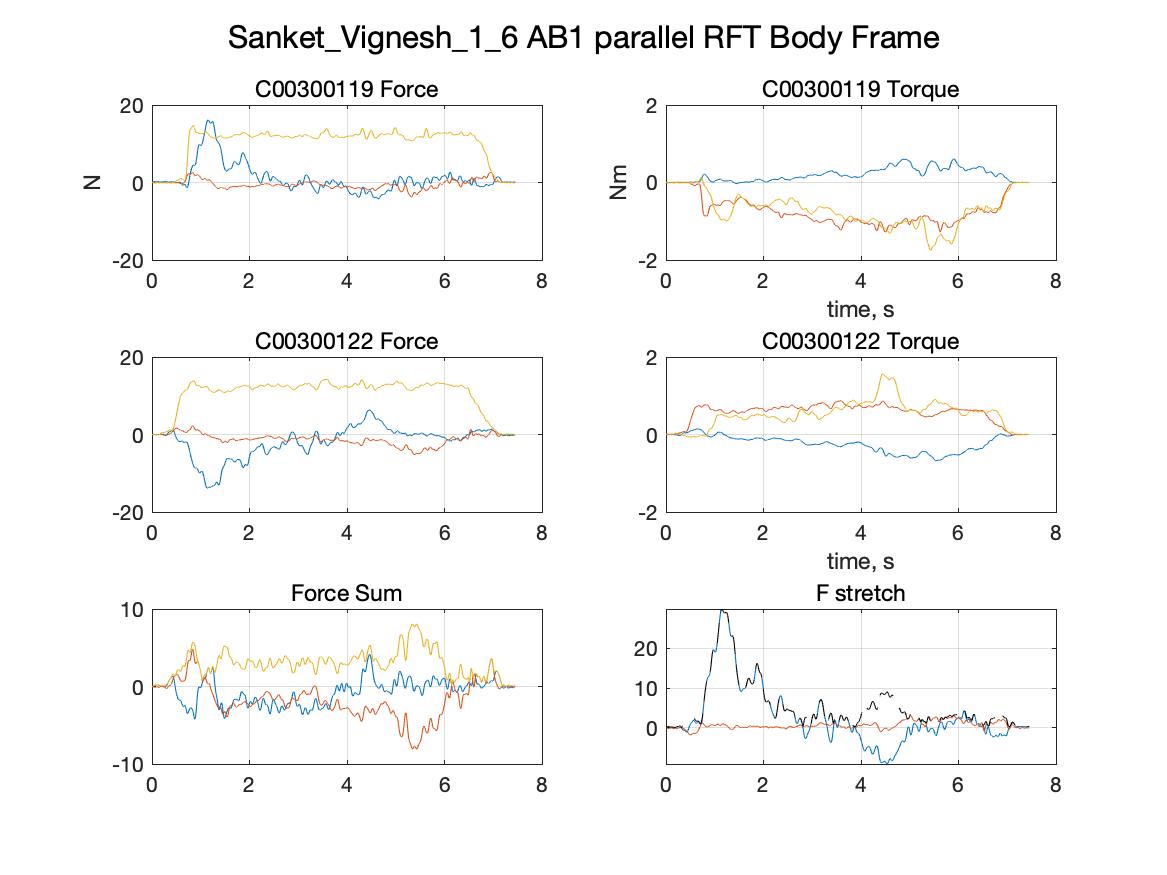 Sanket_Vignesh_1_6 AB1 parallel RFT Body Frame
C00300119 Force
C00300119 Torque
20
0
-20
N
0 2 4 6 8
2
0
-2
Nm
0 2 4 6 8
time, s
C00300122 Force
C00300122 Torque
20
0
-20
0 2 4 6 8
2
0
-2
0 2 4 6 8
time, s
Force Sum
F stretch
10
0
-10
0 2 4 6 8
20
10
0
0 2 4 6 8